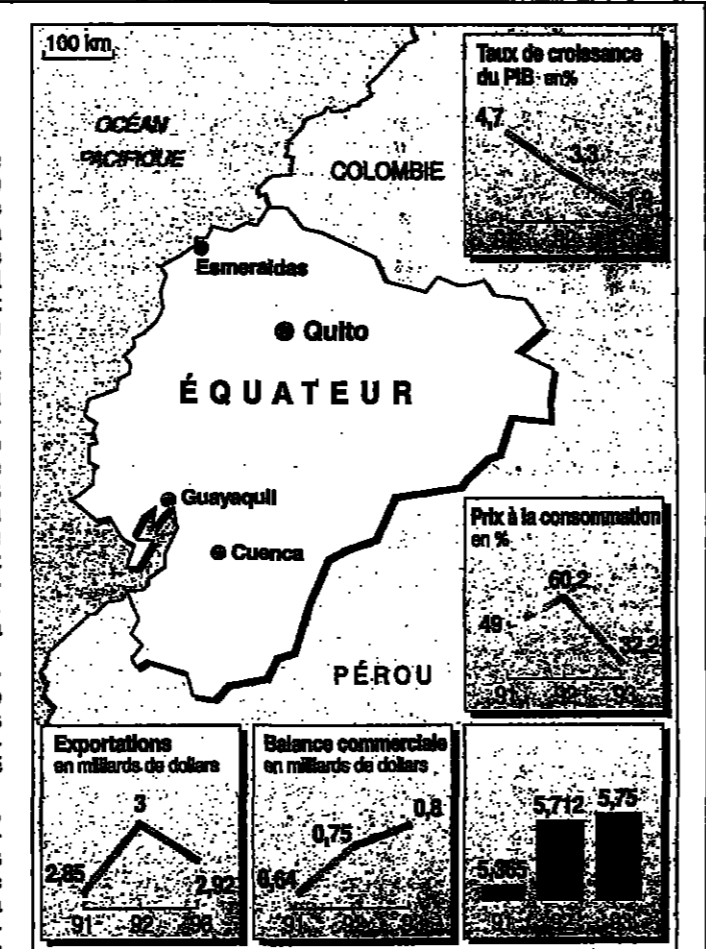 100 km
OCÉAN
PACIFIQUE
COLOMBIE
Taux de croissance
du PIB en%
4,7
3,3
Esmeraldas
Quito
ÉQUATEUR
Guayaquil
Cuenca
PÉROU
Prix à la consommation
en %
49
60,2
32,2
91 92 93
Exportations
en milliards de dollars
2,85
3
2,92
91 92
Balance commerciale
en milliards de dollars
0,64
0,75
0,8
91
5,365
5,712
5,75
91 92 93